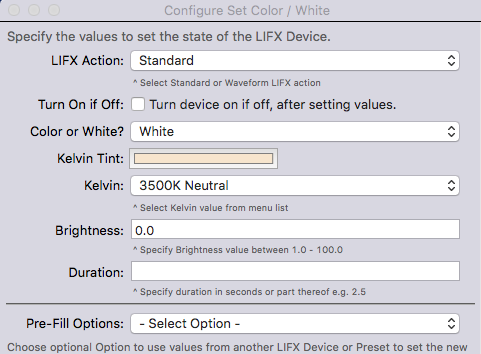 Configure Set Color / White
Specify the values to set the state of the LIFX Device.
LIFX Action: Standard
^ Select Standard or Waveform LIFX action
Turn On if Off: Turn device on if off, after setting values.
Color or White? White
Kelvin Tint:
Kelvin: 3500K Neutral
^ Select Kelvin value from menu list
Brightness: 0.0
^ Specify Brightness value between 1.0 - 100.0
Duration:
^ Specify duration in seconds or part thereof e.g. 2.5
Pre-Fill Options: - Select Option -
Choose optional Option to use values from another LIFX Device or Preset to set the new